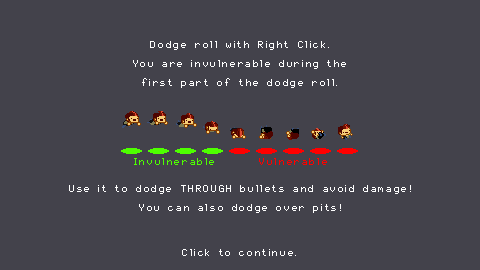 Dodge roll with Right Click.
You are invulnerable during the
first part of the dodge roll.
Invulnerable Vulnerable
Use it to dodge THROUGH bullets and avoid damage!
You can also dodge over pits!
Click to continue.